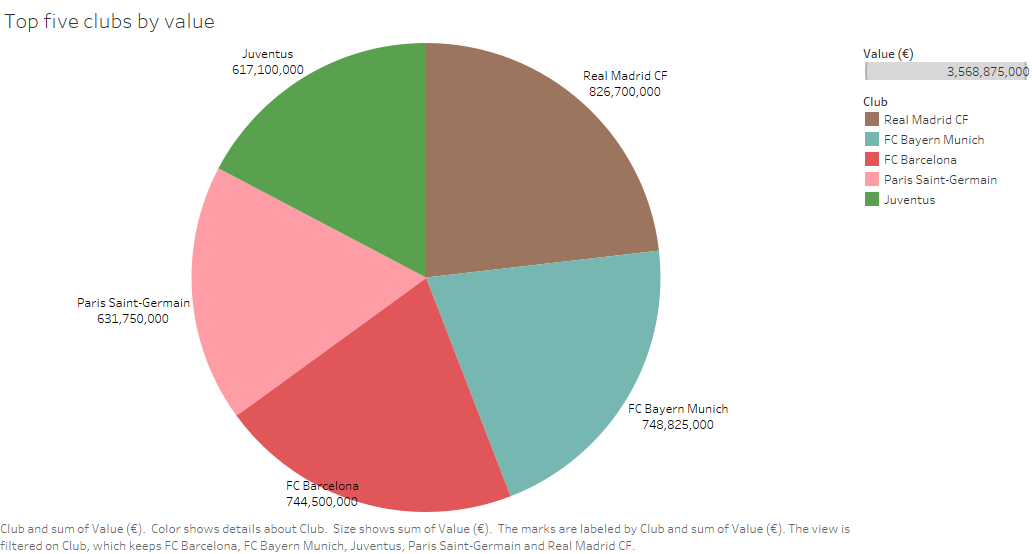 Top five clubs by value
Juventus
617,100,000
Real Madrid CF
826,700,000
Paris Saint-Germain
631,750,000
FC Bayern Munich
748,825,000
FC Barcelona
744,500,000
Value (€)
3,568,875,000
Club
Real Madrid CF
FC Bayern Munich
FC Barcelona
Paris Saint-Germain
Juventus
Club and sum of Value (€).  Color shows details about Club.  Size shows sum of Value (€).  The marks are labeled by Club and sum of Value (€). The view is
filtered on Club, which keeps FC Barcelona, FC Bayern Munich, Juventus, Paris Saint-Germain and Real Madrid CF.